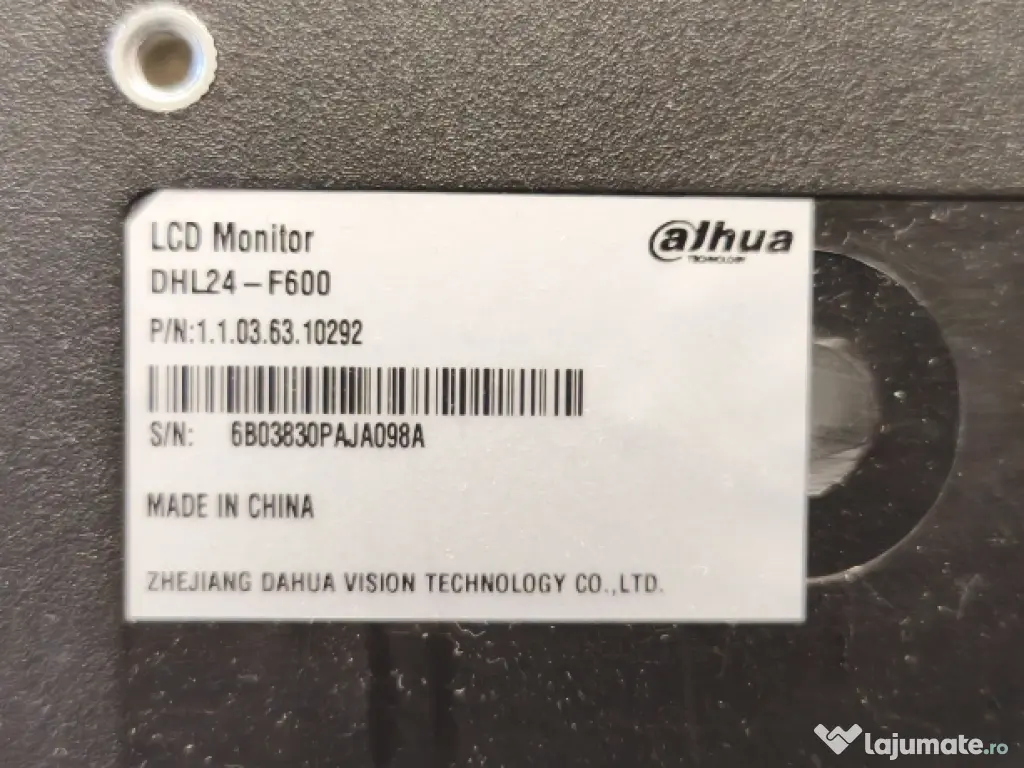 LCD Monitor
alhua
TECHNOLOGY
DHL24-F600
P/N:1.1.03.63.10292
S/N: 6B03830PAJA098A
MADE IN CHINA
ZHEJIANG DAHUA VISION TECHNOLOGY CO.,LTD.
lajumate.ro